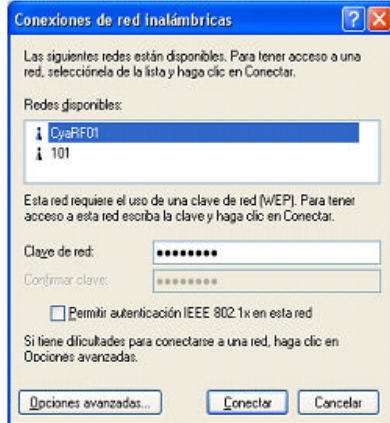 Conexiones de red inalámbricas
Las siguientes redes están disponibles. Para tener acceso a una
red, selecciónela de la lista y haga clic en Conectar.
Redes disponibles:
CyaRF01
101
Esta red requiere el uso de una clave de red (WEP). Para tener
acceso a esta red escriba la clave y haga clic en Conectar.
Clave de red: ••••••••
Confirmar clave: ••••••••
Permitir autenticación IEEE 802.1x en esta red
Si tiene dificultades para conectarse a una red, haga clic en
Opciones avanzadas.
Opciones avanzadas... Conectar Cancelar